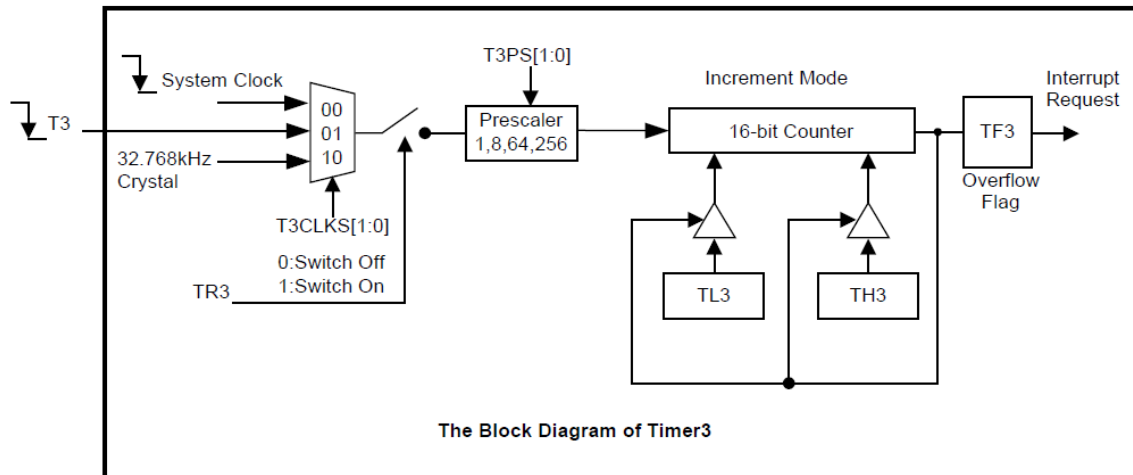 T3PS[1:0]
Increment Mode
Interrupt
Request
System Clock
T3
00
01
10
Prescaler
1,8,64,256
16-bit Counter
TF3
32.768kHz
Crystal
Overflow
Flag
T3CLKS[1:0]
0:Switch Off
1:Switch On
TR3
TL3
TH3
The Block Diagram of Timer3